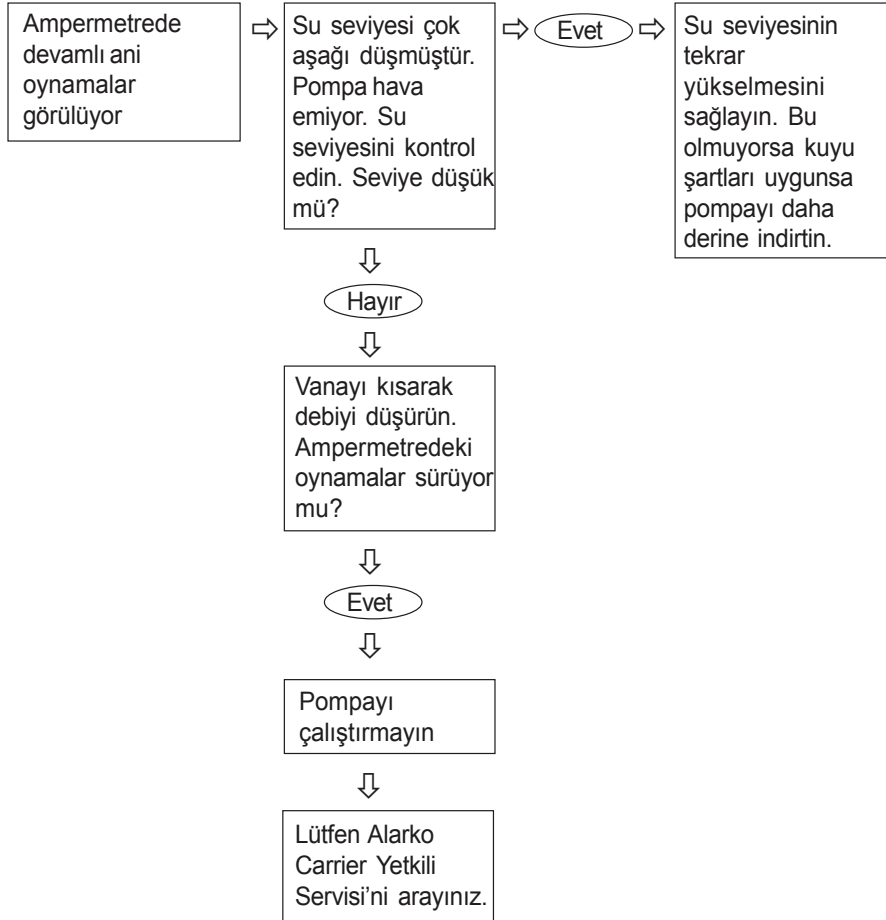 Ampermetrede
devamlı ani
oynamalar
görülüyor
Su seviyesi çok
aşağı düşmüştür.
Pompa hava
emiyor. Su
seviyesini kontrol
edin. Seviye düşük
mü?
Evet
Su seviyesinin
tekrar
yükselmesini
sağlayın. Bu
olmuyorsa kuyu
şartları uygunsa
pompayı daha
derine indirtin.
Hayır
Vanayı kısarak
debiyi düşürün.
Ampermetredeki
oynamalar sürüyor
mu?
Evet
Pompayı
çalıştırmayın
Lütfen Alarko
Carrier Yetkili
Servisi’ni arayınız.